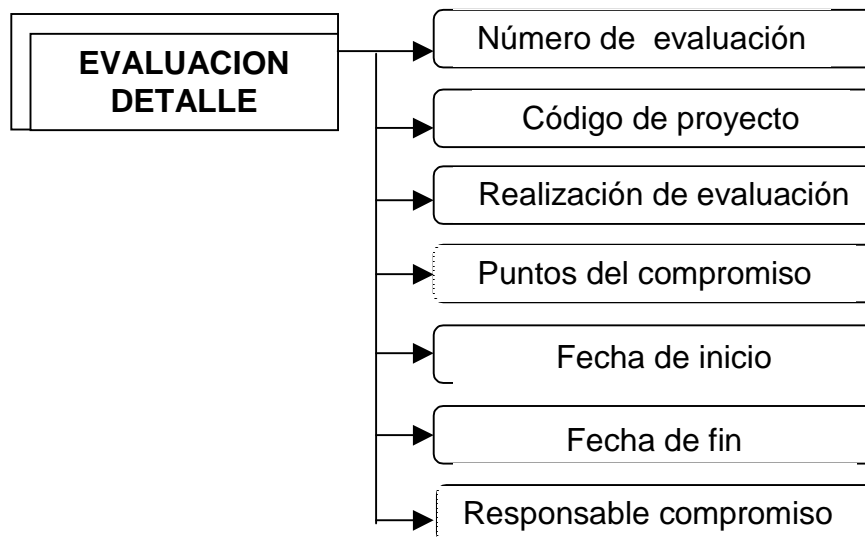 EVALUACION
DETALLE
Número de evaluación
Código de proyecto
Realización de evaluación
Puntos del compromiso
Fecha de inicio
Fecha de fin
Responsable compromiso